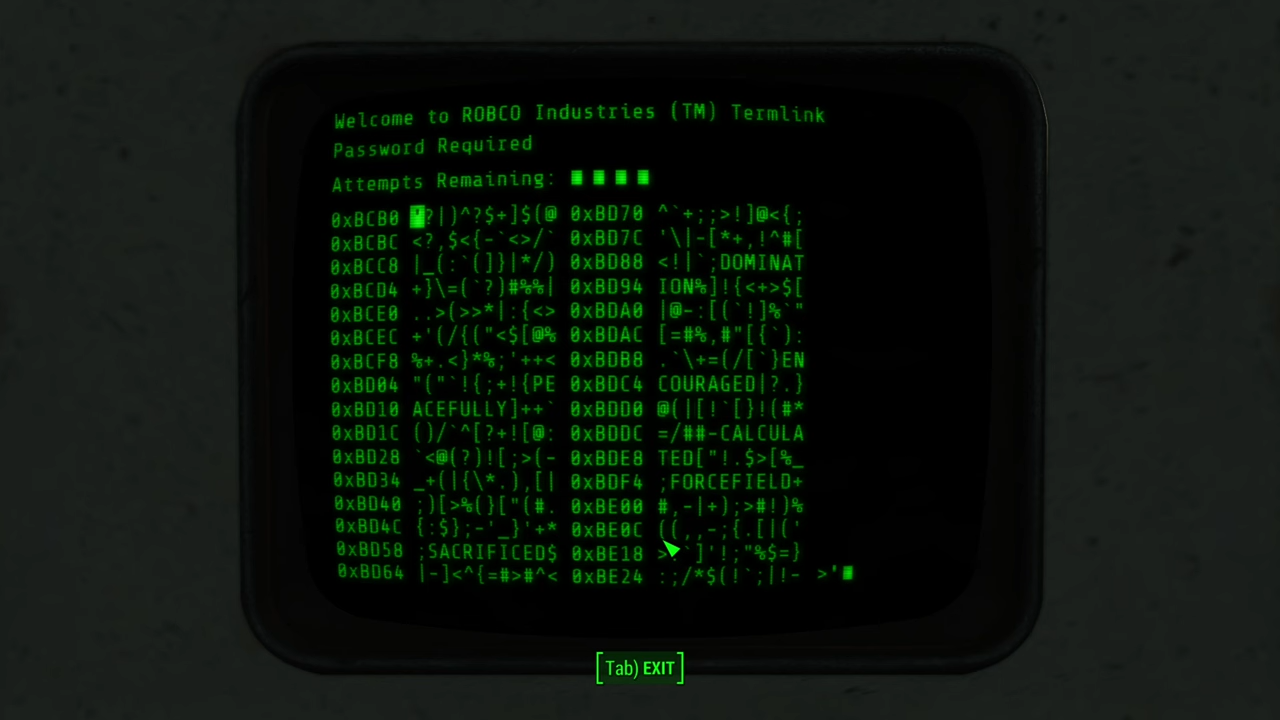 Welcome to ROBCO Industries (TM) Termlink
Password Required
Attempts Remaining:
0xBCB0 '?|)^?$+]$(@ 0xBD70 ^`+;;>!]@<{;
0xBCBC <?,$<{-`<>/` 0xBD7C '\|-[*+,!^#[
0xBCC8 |_(:`(]}|*/) 0xBD88 <!|`;DOMINAT
0xBCD4 +}\=(`?)#%%| 0xBD94 ION%]!{<+>$[
0xBCE0 ..>(>>*|:{<> 0xBDA0 |@-:[(`!]%`"
0xBCEC +'(/{("<$[@% 0xBDAC [=#%,#"[{`):
0xBCF8 %+.<}*%;'++< 0xBDB8 .`\+=(/[`}EN
0xBD04 "("`!{;+!{PE 0xBDC4 COURAGED|?.}
0xBD10 ACEFULLY]++` 0xBDD0 @(|[!`[}!(#*
0xBD1C ()/`^[?+![@: 0xBDDC =/##-CALCULA
0xBD28 `<@(?)![;>(- 0xBDE8 TED["!.$>[%_
0xBD34 _+(|{\*.),[| 0xBDF4 ;FORCEFIELD+
0xBD40 ;)[>%(}["(#. 0xBE00 #,-|+);>#!)%
0xBD4C {:$};-'_}'+* 0xBE0C ((,,-;{.[|('
0xBD58 ;SACRIFICED$ 0xBE18 >:`]'!;"%$=}
0xBD64 |-]<^{=#>#^< 0xBE24 :;/*$(!`;|!- >'
Tab) EXIT